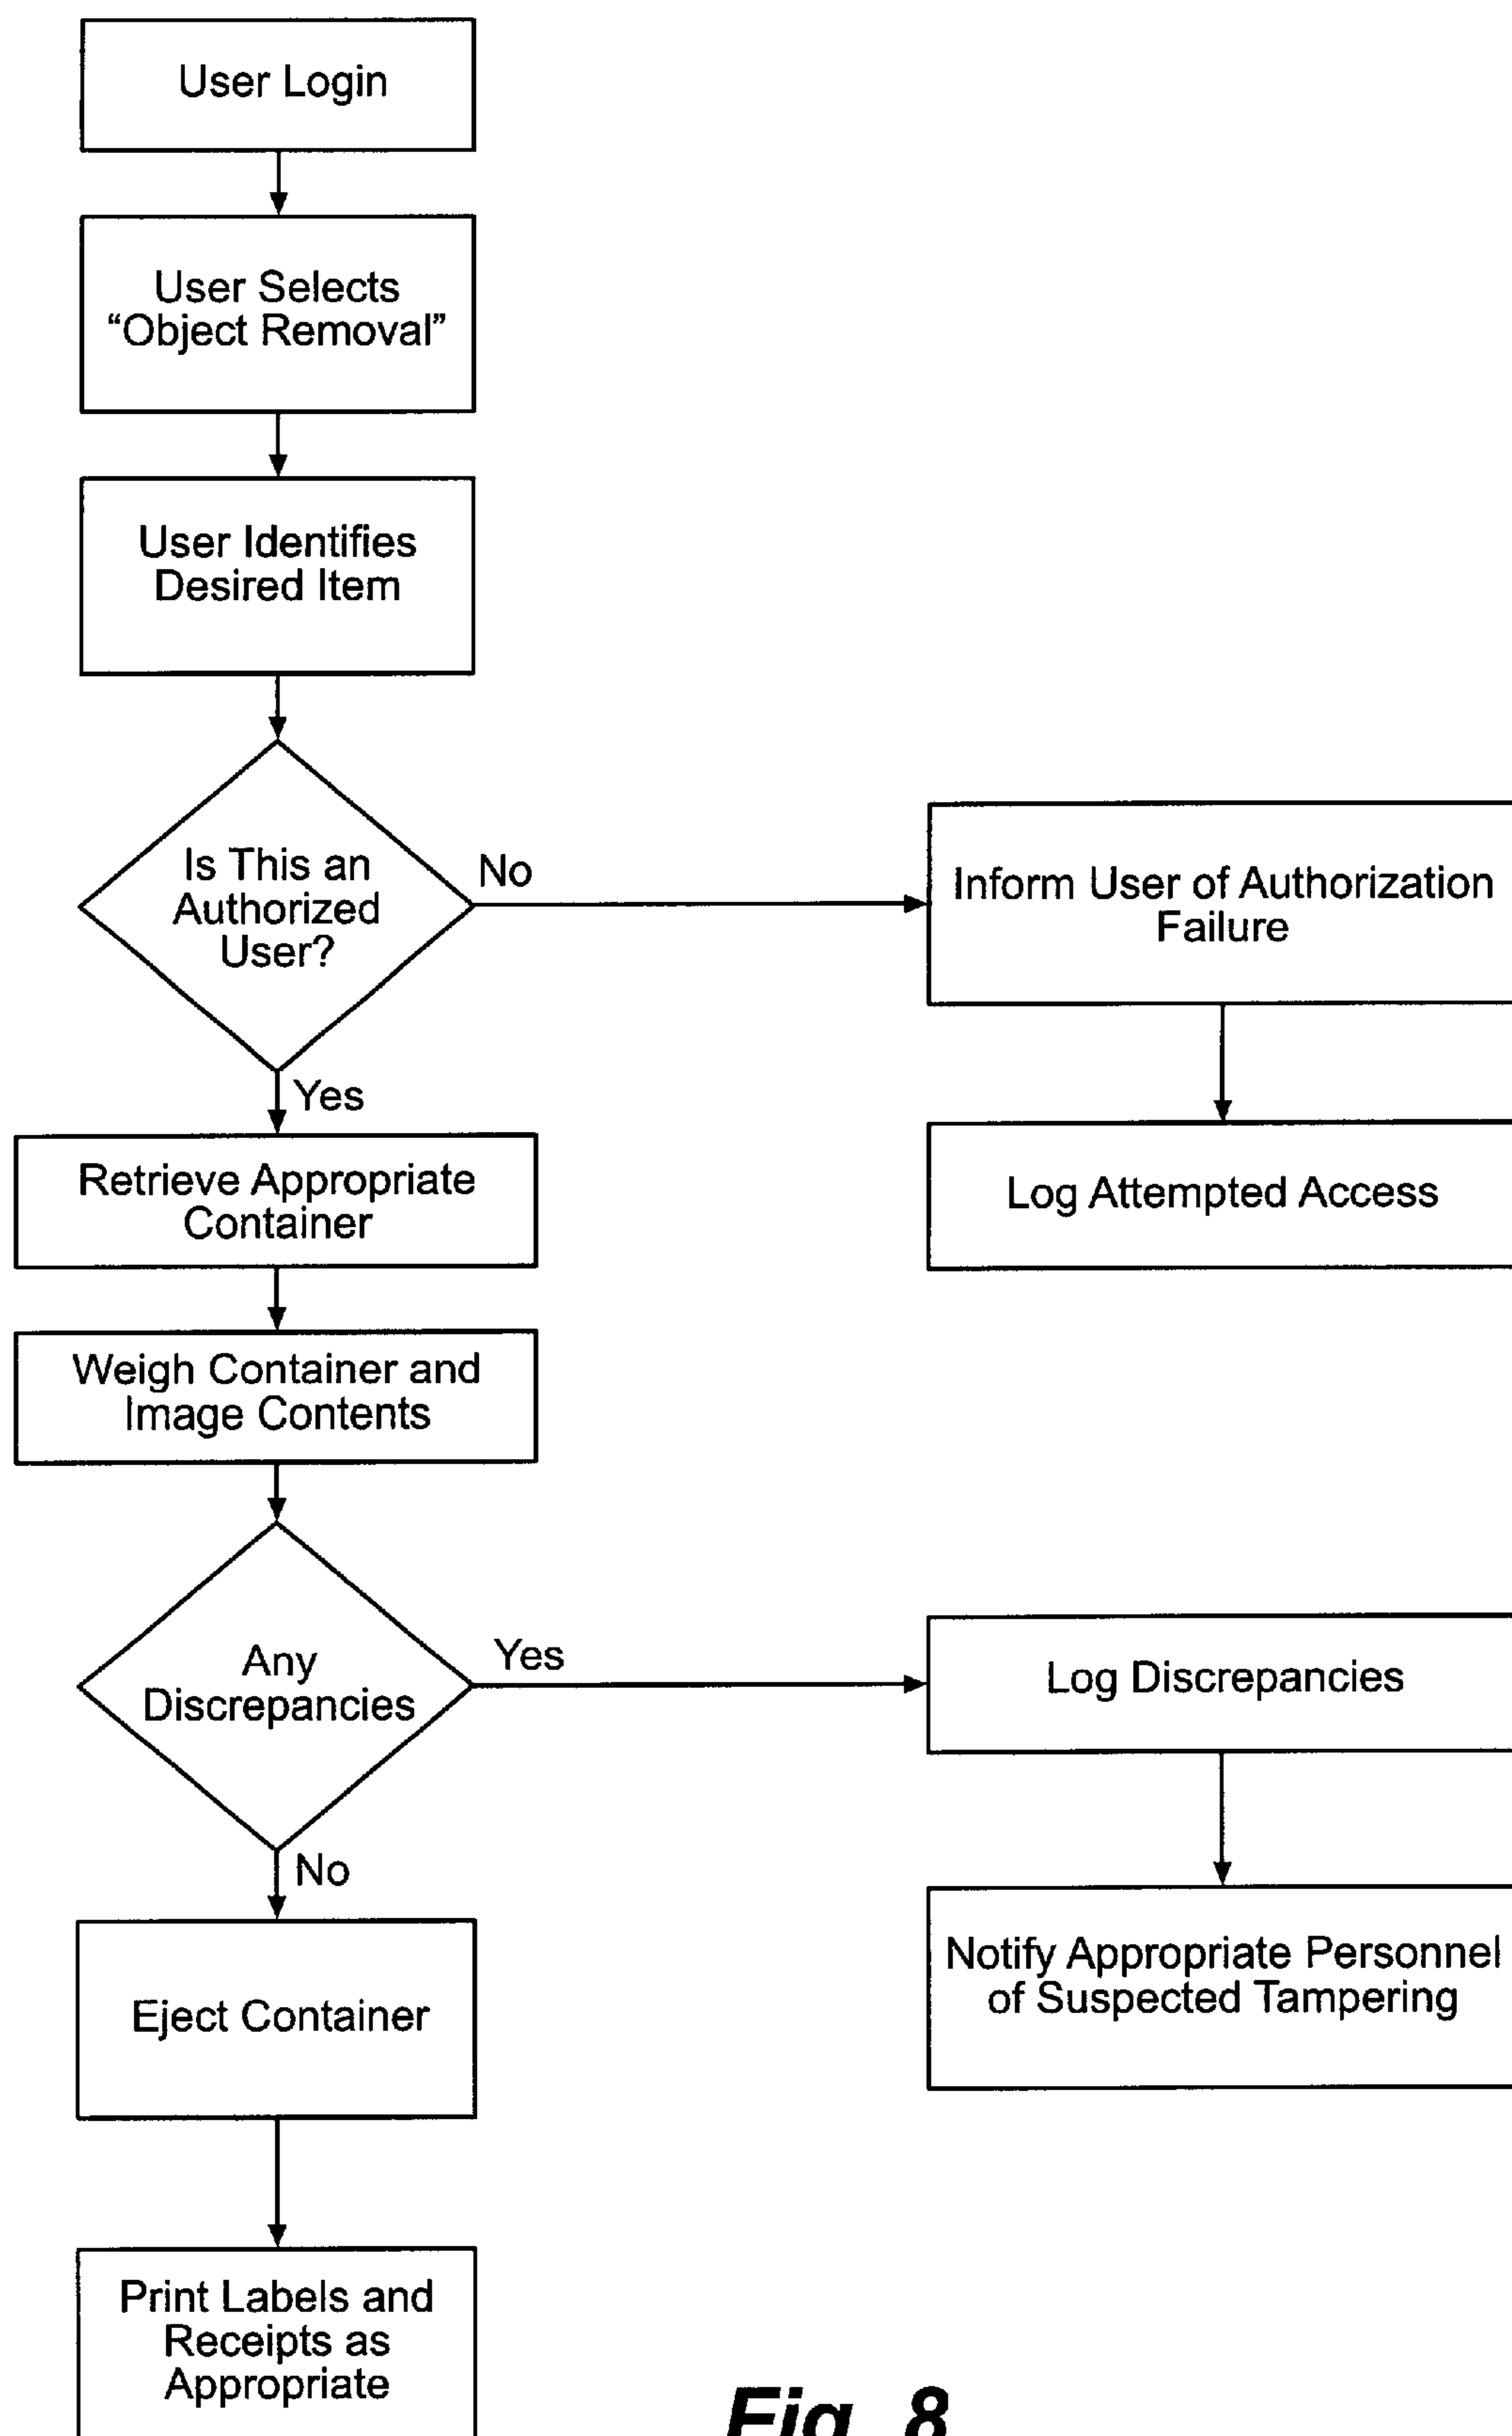 User Login
User Selects
“Object Removal”
User Identifies
Desired Item
Is This an
Authorized
User?
No
Inform User of Authorization
Failure
Yes
Log Attempted Access
Retrieve Appropriate
Container
Weigh Container and
Image Contents
Any
Discrepancies
Yes
Log Discrepancies
No
Notify Appropriate Personnel
of Suspected Tampering
Eject Container
Print Labels and
Receipts as
Appropriate
Fig. 8